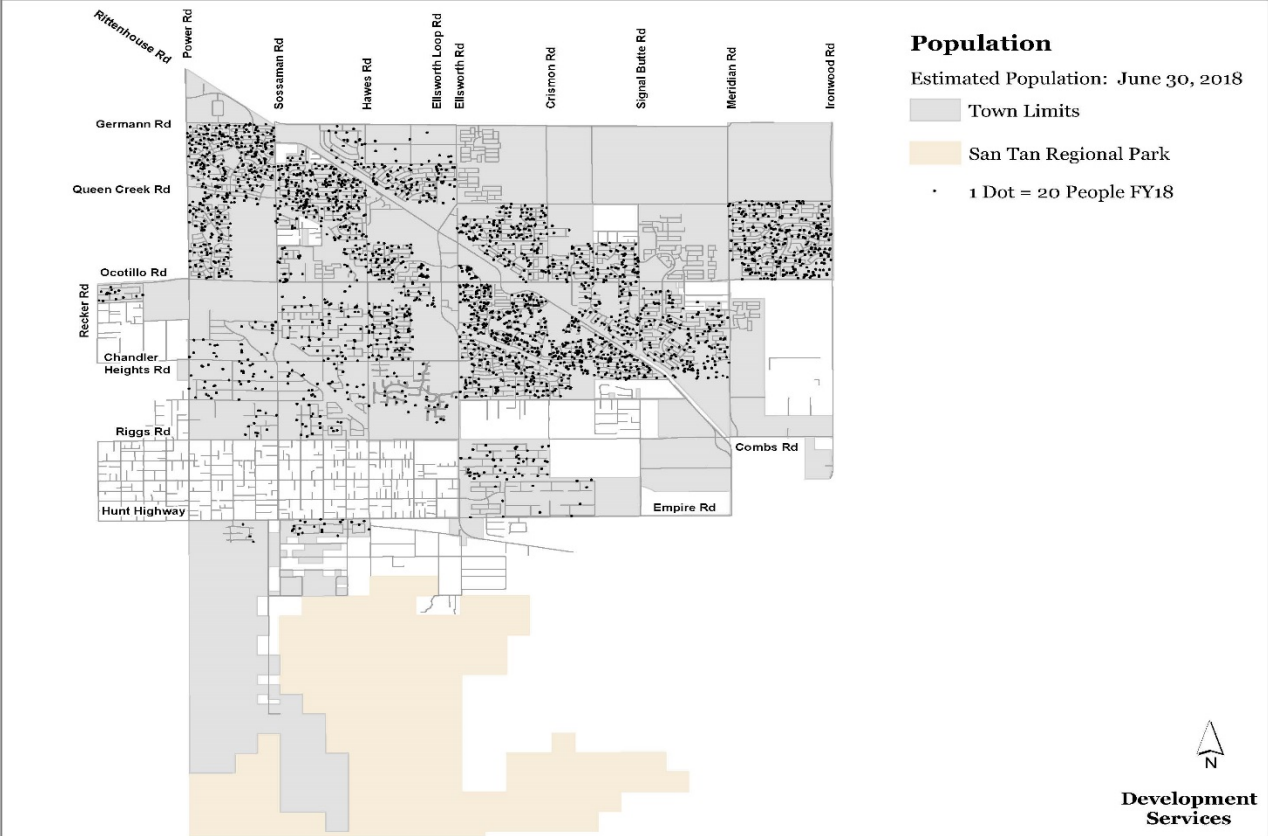 Rittenhouse Rd
Power Rd
Sossaman Rd
Hawes Rd
Ellsworth Loop Rd
Ellsworth Rd
Crismon Rd
Signal Butte Rd
Meridian Rd
Ironwood Rd
Germann Rd
Queen Creek Rd
Ocotillo Rd
Recker Rd
Chandler
Heights Rd
Riggs Rd
Combs Rd
Hunt Highway
Empire Rd
Population
Estimated Population: June 30, 2018
Town Limits
San Tan Regional Park
1 Dot = 20 People FY18
N
Development
Services